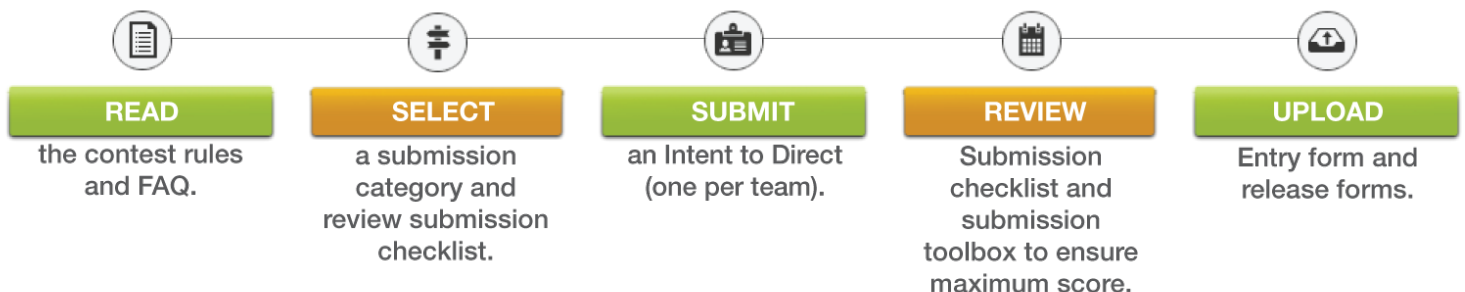 READ
the contest rules
and FAQ.
SELECT
a submission
category and
review submission
checklist.
SUBMIT
an Intent to Direct
(one per team).
REVIEW
Submission
checklist and
submission
toolbox to ensure
maximum score.
UPLOAD
Entry form and
release forms.